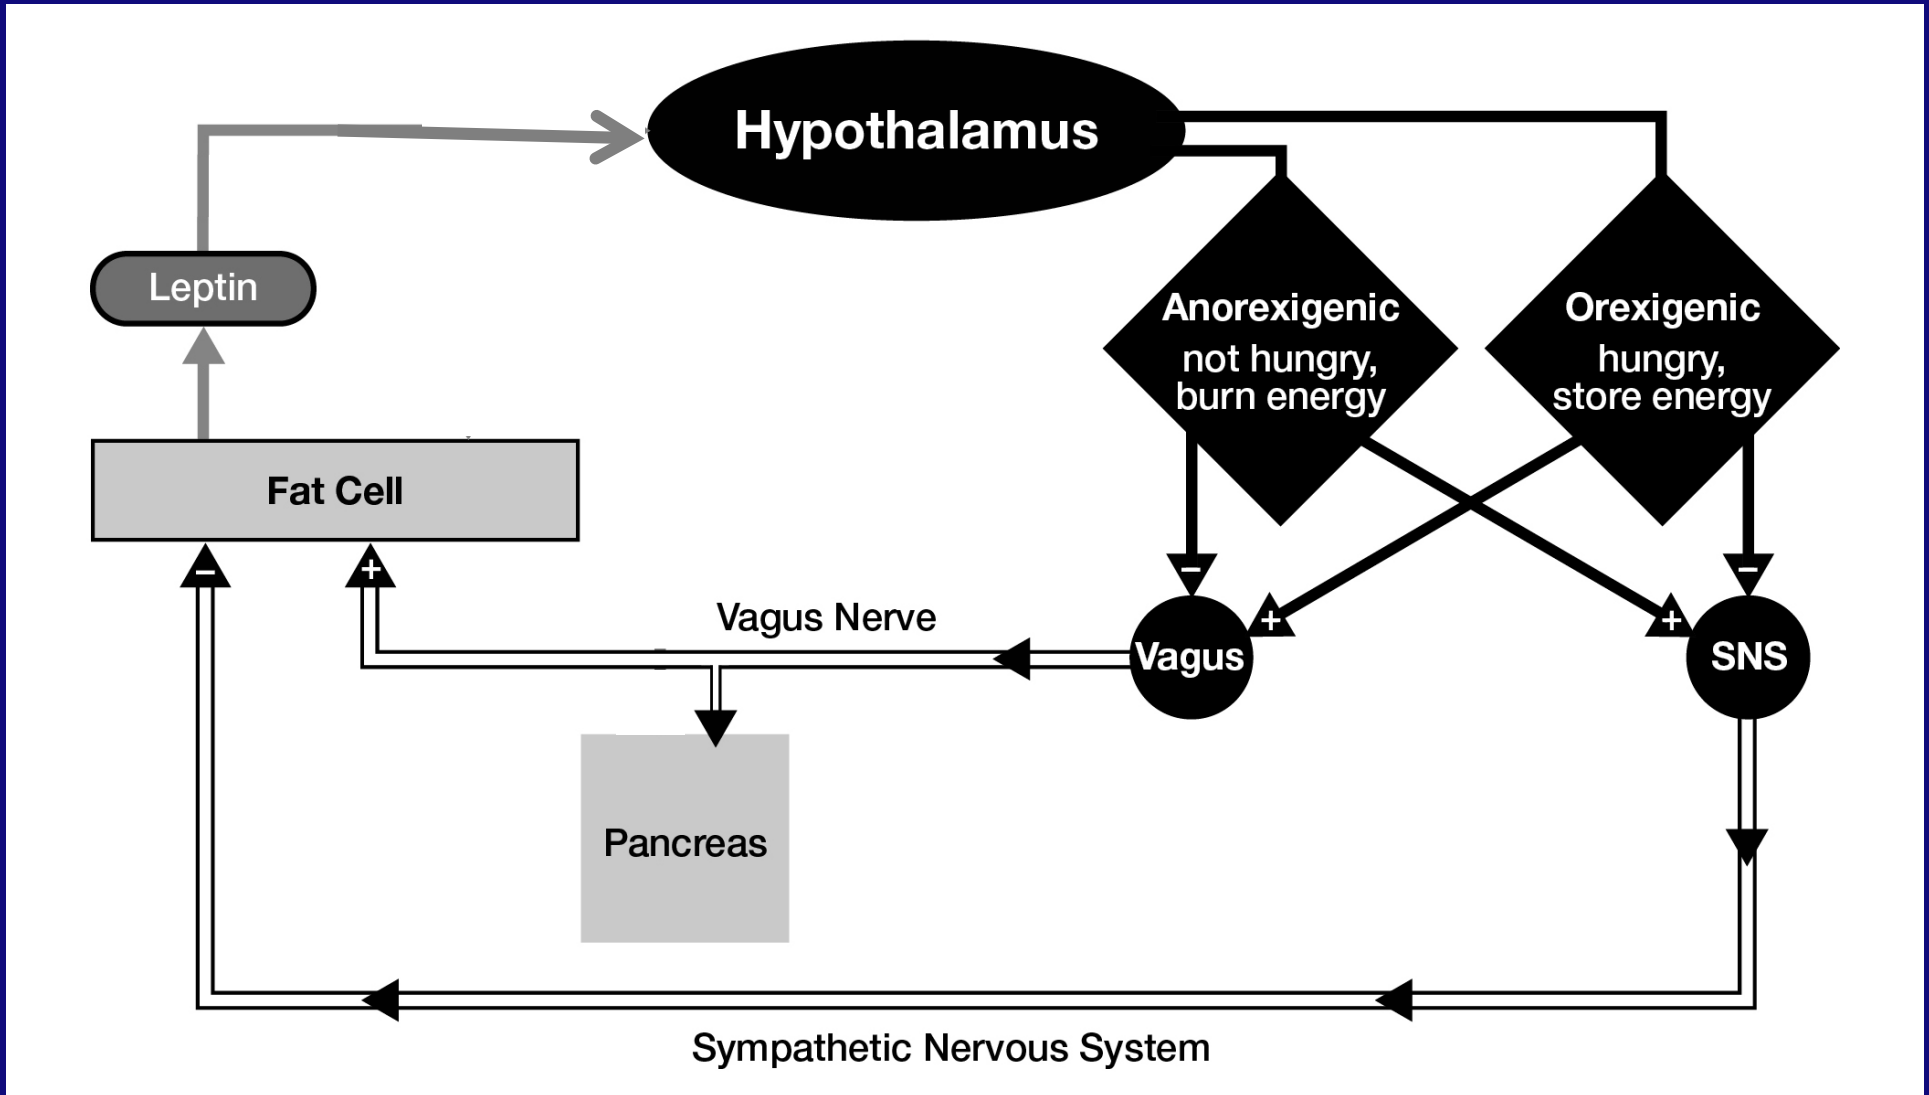 Hypothalamus
Leptin
Anorexigenic
not hungry,
burn energy
Orexigenic
hungry,
store energy
Fat Cell
–
+
–
+
+
–
Vagus Nerve
Vagus
SNS
Pancreas
Sympathetic Nervous System